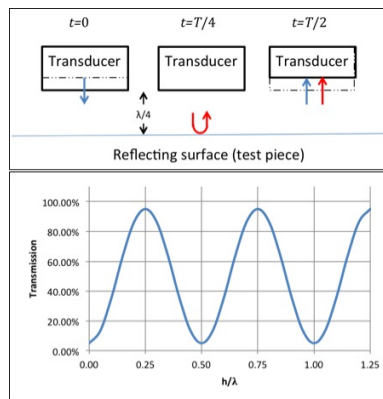 t=0 t=T/4 t=T/2
Transducer Transducer Transducer
λ/4
Reflecting surface (test piece)
100.00%
80.00%
60.00%
40.00%
20.00%
0.00%
Transmission
0.00 0.25 0.50 0.75 1.00 1.25
h/λ